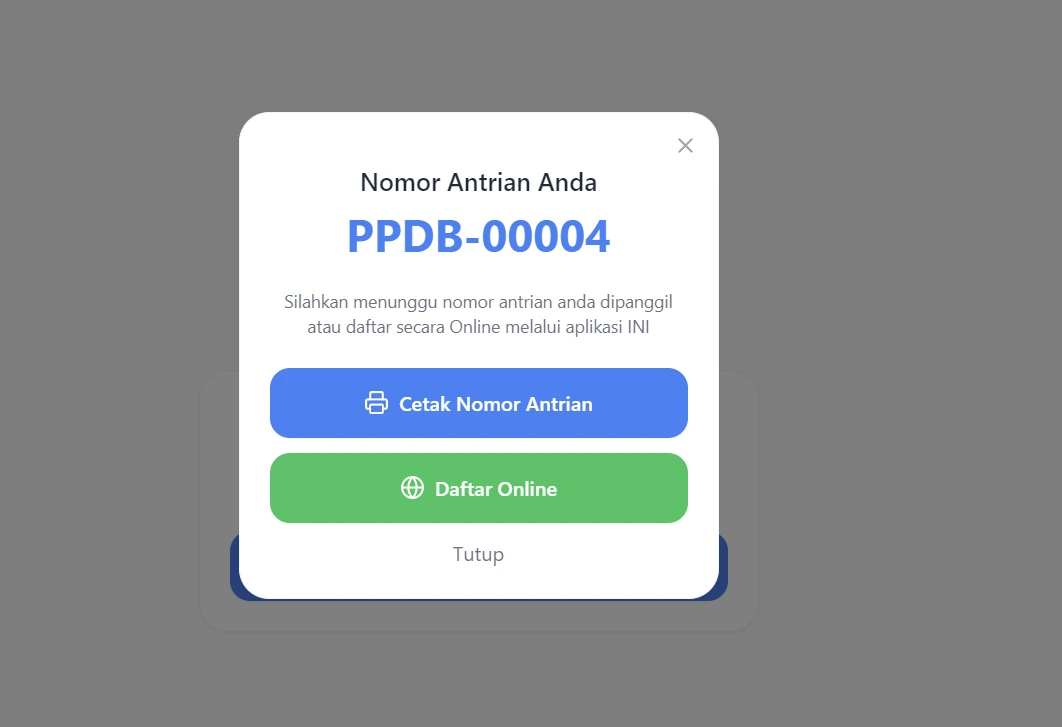 Nomor Antrian Anda
PPDB-00004
Silahkan menunggu nomor antrian anda dipanggil
atau daftar secara Online melalui aplikasi INI
Cetak Nomor Antrian
Daftar Online
Tutup